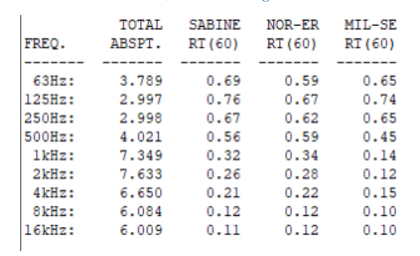 TOTAL SABINE NOR-ER MIL-SE
FREQ. ABSPT. RT(60) RT(60) RT(60)
------- ------- ------- ------- -------
63Hz: 3.789 0.69 0.59 0.65
125Hz: 2.997 0.76 0.67 0.74
250Hz: 2.998 0.67 0.62 0.65
500Hz: 4.021 0.56 0.59 0.45
1kHz: 7.349 0.32 0.34 0.14
2kHz: 7.633 0.26 0.28 0.12
4kHz: 6.650 0.21 0.22 0.15
8kHz: 6.084 0.12 0.12 0.10
16kHz: 6.009 0.11 0.12 0.10